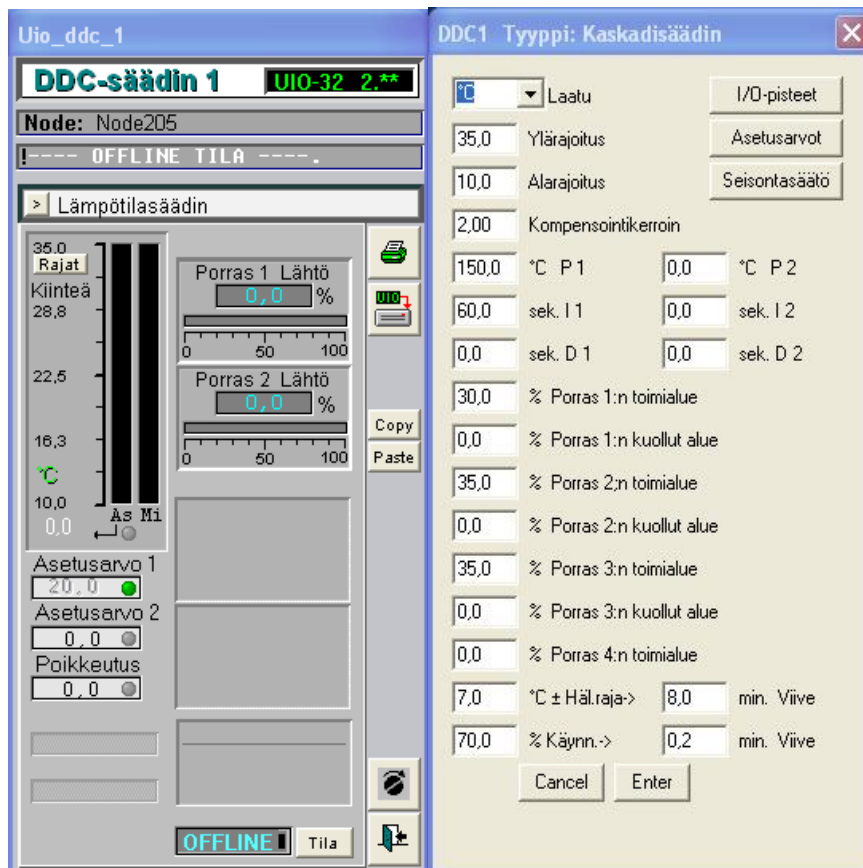 Uio_ddc_1
DDC-säädin 1 UIO-32 2.**
Node: Node205
!---- OFFLINE TILA ----.
> Lämpötilasäädin
35,0
Rajat
Kiinteä
28,8
22,5
16,3
°C
10,0
0,0
As Mi
Porras 1 Lähtö
0,0 %
0 50 100
Porras 2 Lähtö
0,0 %
0 50 100
UIO
Copy
Paste
Asetusarvo 1
20,0
Asetusarvo 2
0,0
Poikkeutus
0,0
OFFLINE Tila
DDC1 Tyyppi: Kaskadisäädin
°C Laatu I/O-pisteet
35,0 Ylärajoitus Asetusarvot
10,0 Alarajoitus Seisontasäätö
2,00 Kompensointikerroin
150,0 °C P 1 0,0 °C P 2
60,0 sek. I 1 0,0 sek. I 2
0,0 sek. D 1 0,0 sek. D 2
30,0 % Porras 1:n toimialue
0,0 % Porras 1:n kuollut alue
35,0 % Porras 2;n toimialue
0,0 % Porras 2:n kuollut alue
35,0 % Porras 3:n toimialue
0,0 % Porras 3:n kuollut alue
0,0 % Porras 4:n toimialue
7,0 °C ± Häl.raja-> 8,0 min. Viive
70,0 % Käynn.-> 0,2 min. Viive
Cancel Enter